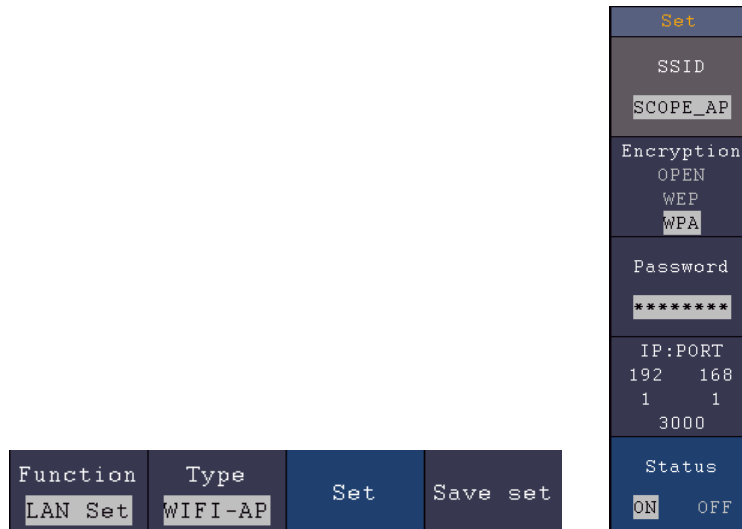 Set
SSID
SCOPE_AP
Encryption
OPEN
WEP
WPA
Password
********
IP:PORT
192 168
1 1
3000
Status
ON OFF
Function
LAN Set
Type
WIFI-AP
Set
Save set